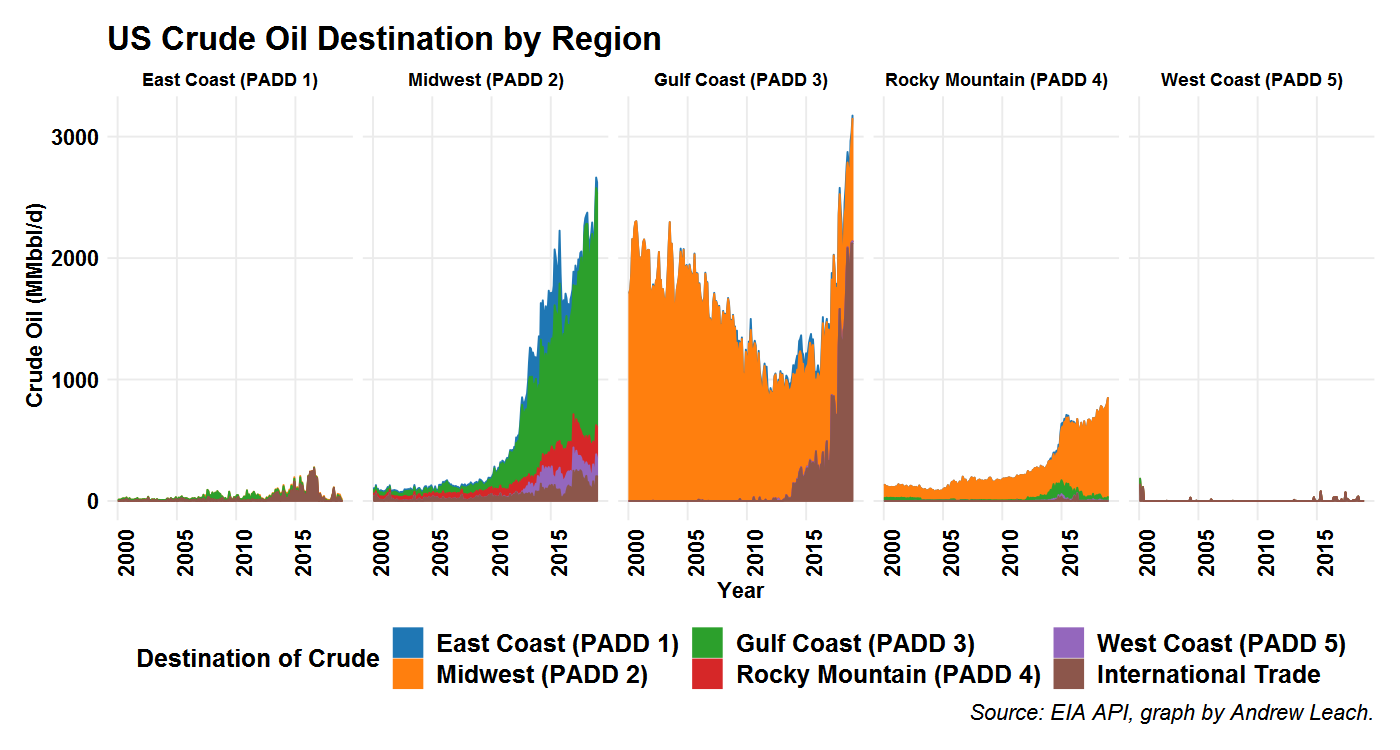 US Crude Oil Destination by Region
East Coast (PADD 1)
Midwest (PADD 2)
Gulf Coast (PADD 3)
Rocky Mountain (PADD 4)
West Coast (PADD 5)
Crude Oil (MMbbl/d)
3000
2000
1000
0
2000
2005
2010
2015
2000
2005
2010
2015
2000
2005
2010
2015
2000
2005
2010
2015
2000
2005
2010
2015
Year
Destination of Crude
East Coast (PADD 1)
Midwest (PADD 2)
Gulf Coast (PADD 3)
Rocky Mountain (PADD 4)
West Coast (PADD 5)
International Trade
Source: EIA API, graph by Andrew Leach.